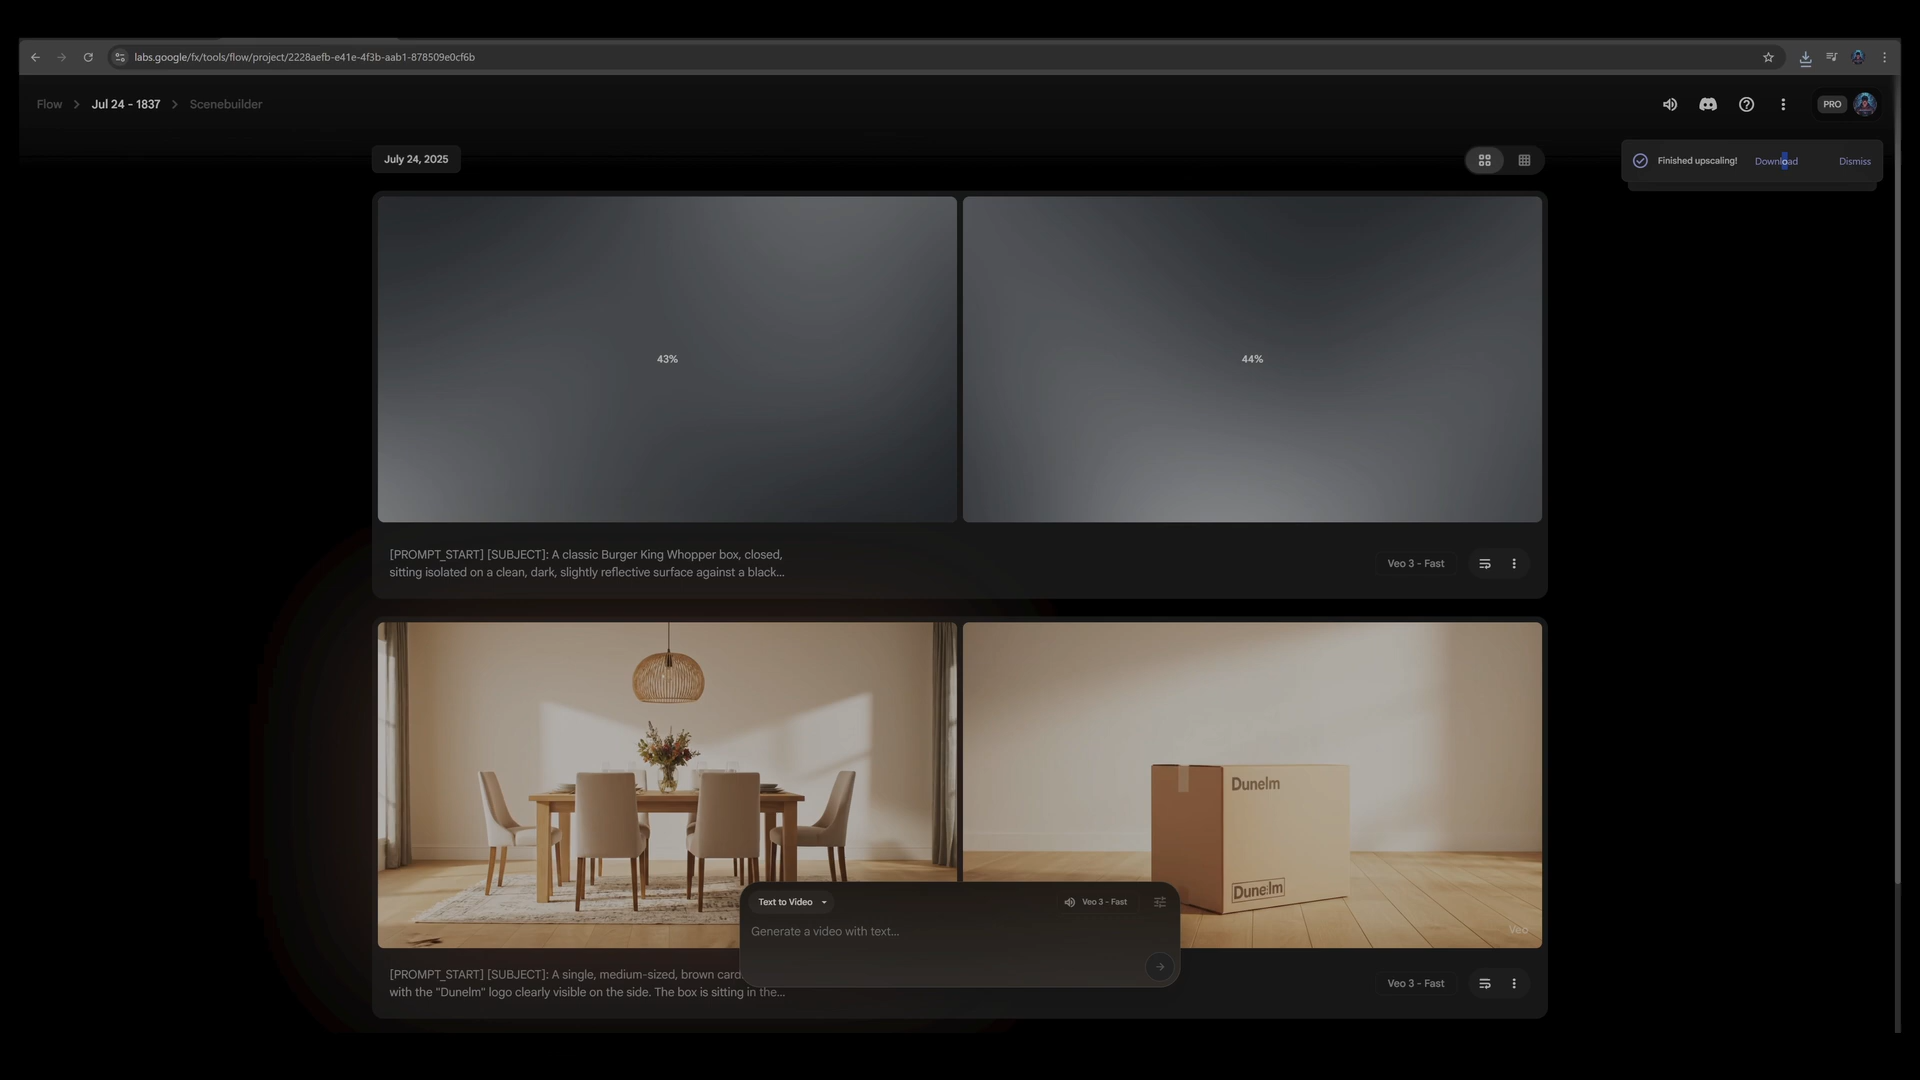 labs.google/fx/tools/flow/project/2228aefb-e41e-4f3b-aab1-878509e0cf6b
Flow > Jul 24 - 1837 > Scenebuilder
PRO
July 24, 2025
Finished upscaling! Download Dismiss
43%
44%
[PROMPT_START] [SUBJECT]: A classic Burger King Whopper box, closed,
sitting isolated on a clean, dark, slightly reflective surface against a black...
Veo 3 - Fast
Dunelm
Dunelm
Veo
Text to Video
Veo 3 - Fast
Generate a video with text...
[PROMPT_START] [SUBJECT]: A single, medium-sized, brown card
with the "Dunelm" logo clearly visible on the side. The box is sitting in the...
Veo 3 - Fast